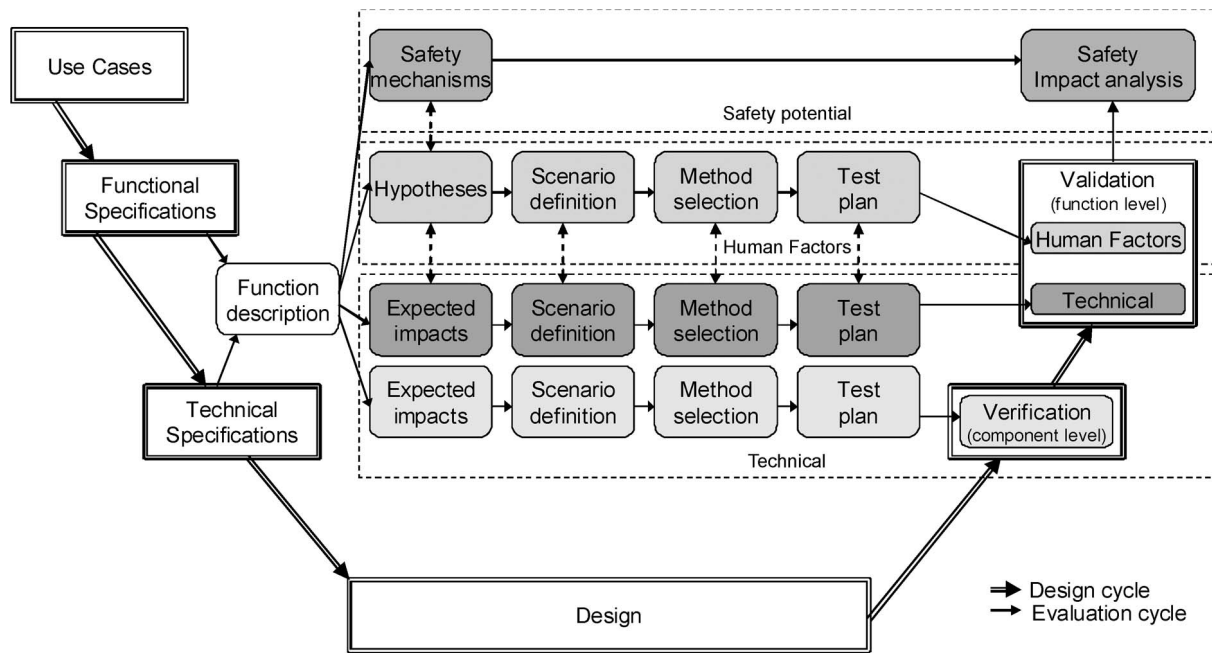 Use Cases
Functional
Specifications
Function
description
Technical
Specifications
Design
Safety
mechanisms
Safety
Impact analysis
Safety potential
Hypotheses
Scenario
definition
Method
selection
Test
plan
Human Factors
Validation
(function level)
Human Factors
Technical
Expected
impacts
Scenario
definition
Method
selection
Test
plan
Expected
impacts
Scenario
definition
Method
selection
Test
plan
Verification
(component level)
Technical
Design cycle
Evaluation cycle